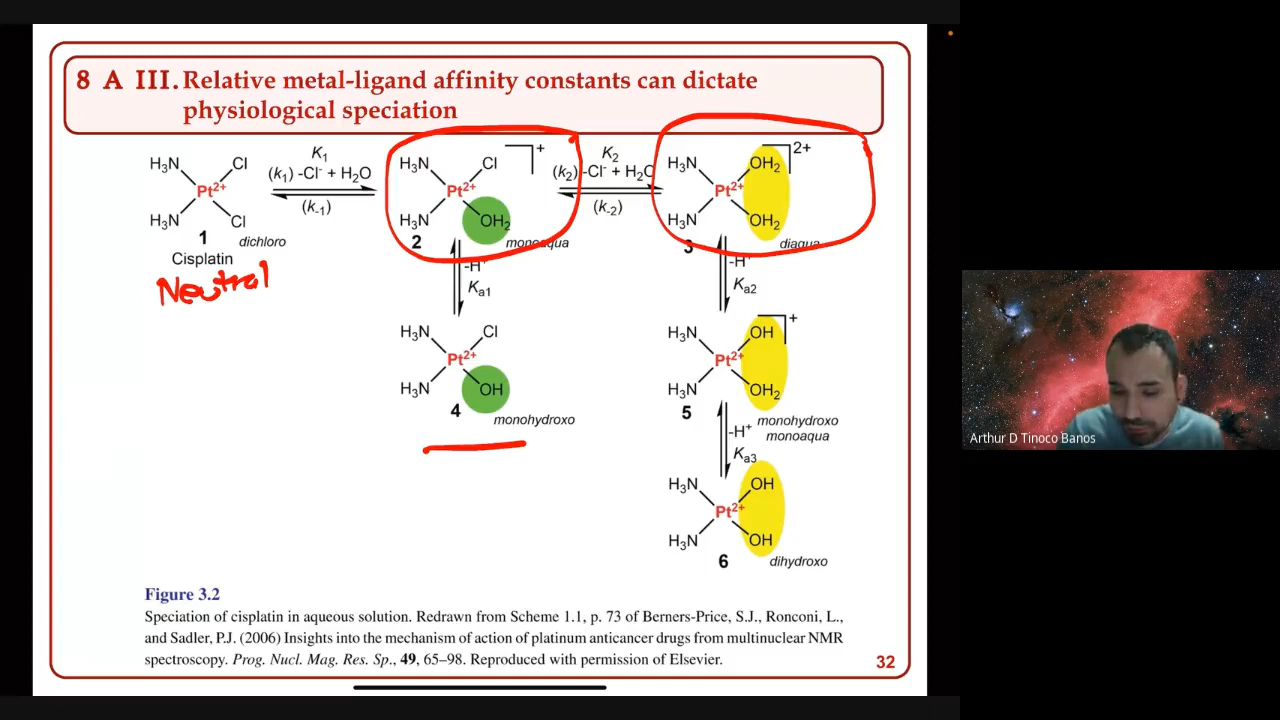 8 A III. Relative metal-ligand affinity constants can dictate
physiological speciation
H₃N Cl
Pt²⁺
H₃N Cl
1 dichloro
Cisplatin
Neutral
K₁
(k₁) -Cl⁻ + H₂O
(k₋₁)
H₃N Cl +
Pt²⁺
H₃N OH₂
2 monoaqua
K₂
(k₂) -Cl⁻ + H₂O
(k₋₂)
H₃N OH₂ 2+
Pt²⁺
H₃N OH₂
3 diaqua
-H⁺
Kₐ₁
-H⁺
Kₐ₂
H₃N Cl
Pt²⁺
H₃N OH
4 monohydroxo
H₃N OH +
Pt²⁺
H₃N OH₂
5 monohydroxo
monoaqua
-H⁺
Kₐ₃
H₃N OH
Pt²⁺
H₃N OH
6 dihydroxo
Figure 3.2
Speciation of cisplatin in aqueous solution. Redrawn from Scheme 1.1, p. 73 of Berners-Price, S.J., Ronconi, L.,
and Sadler, P.J. (2006) Insights into the mechanism of action of platinum anticancer drugs from multinuclear NMR
spectroscopy. Prog. Nucl. Mag. Res. Sp., 49, 65–98. Reproduced with permission of Elsevier.
32
Arthur D Tinoco Banos